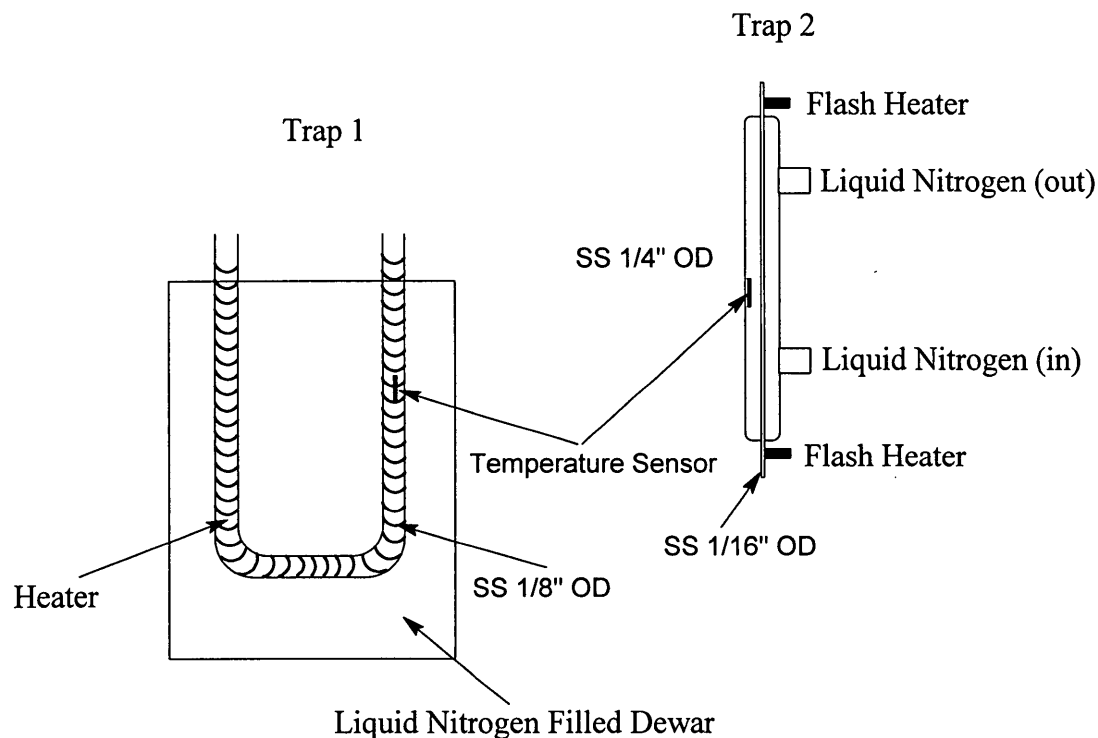 Trap 2
Flash Heater
Trap 1
Liquid Nitrogen (out)
SS 1/4" OD
Liquid Nitrogen (in)
Temperature Sensor
Flash Heater
SS 1/16" OD
Heater
SS 1/8" OD
Liquid Nitrogen Filled Dewar